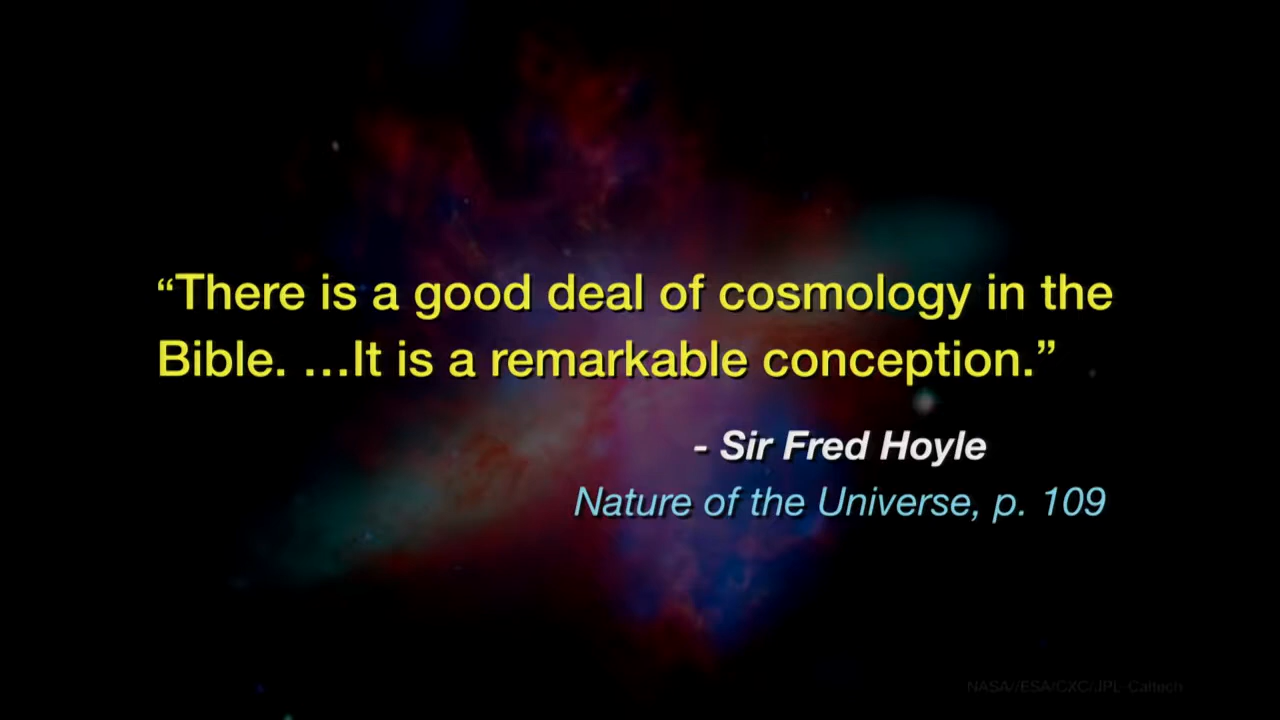 “There is a good deal of cosmology in the
Bible. …It is a remarkable conception.”
- Sir Fred Hoyle
Nature of the Universe, p. 109
NASA//ESA/CXC/JPL-Caltech